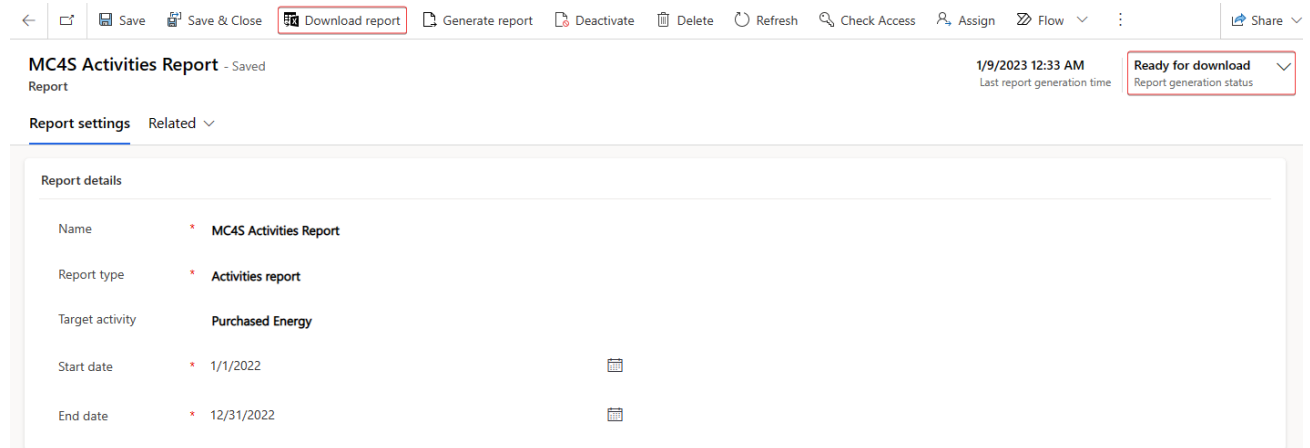 Save Save & Close Download report Generate report Deactivate Delete Refresh Check Access Assign Flow Share
MC4S Activities Report - Saved
Report
1/9/2023 12:33 AM
Last report generation time
Ready for download
Report generation status
Report settings Related
Report details
Name * MC4S Activities Report
Report type * Activities report
Target activity Purchased Energy
Start date * 1/1/2022
End date * 12/31/2022